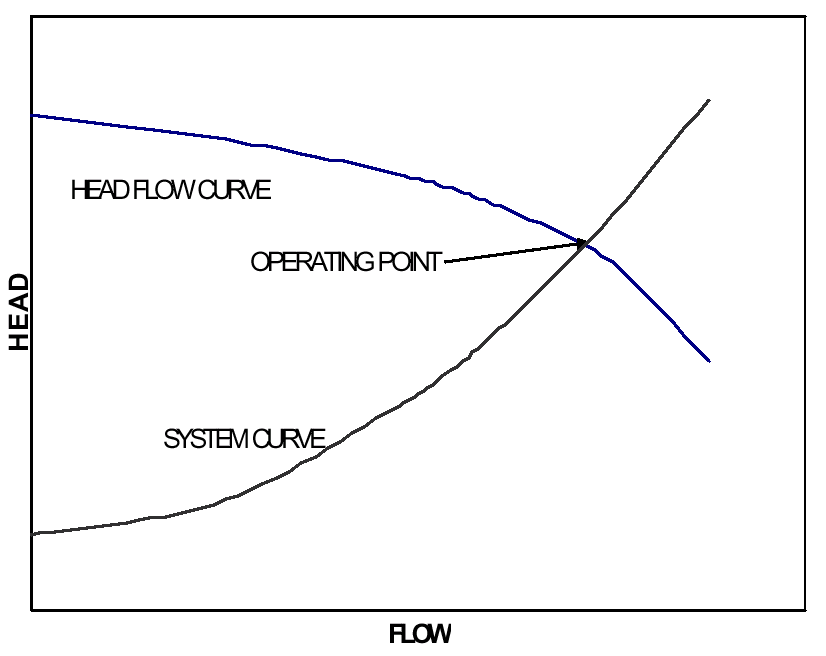 HEAD FLOW CURVE
OPERATING POINT
HEAD
SYSTEM CURVE
FLOW